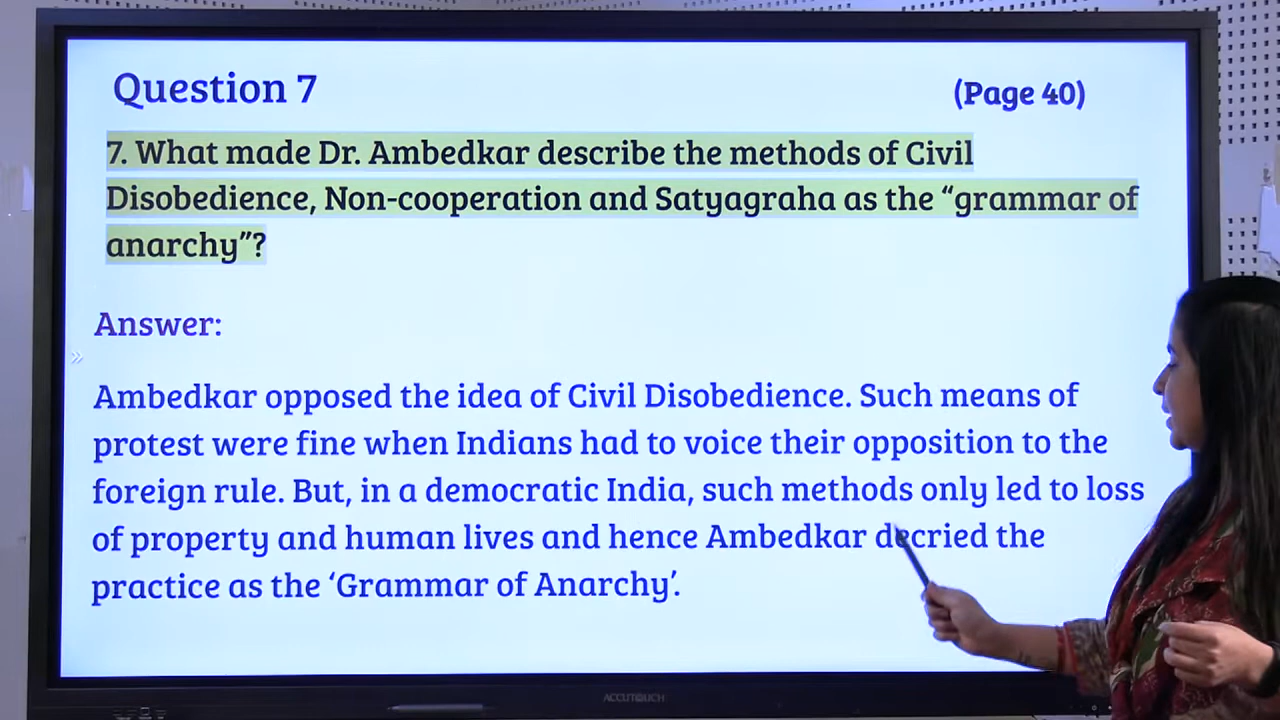 Question 7 (Page 40)
7. What made Dr. Ambedkar describe the methods of Civil
Disobedience, Non-cooperation and Satyagraha as the “grammar of
anarchy”?
Answer:
Ambedkar opposed the idea of Civil Disobedience. Such means of
protest were fine when Indians had to voice their opposition to the
foreign rule. But, in a democratic India, such methods only led to loss
of property and human lives and hence Ambedkar decried the
practice as the ‘Grammar of Anarchy’.
ACCUTOUCH